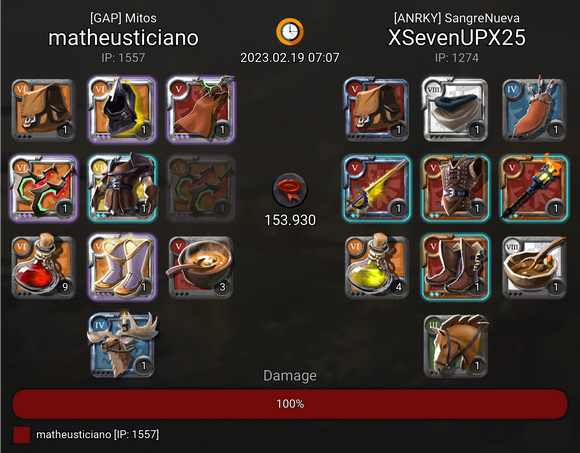 [GAP] Mitos
matheusticiano
IP: 1557
2023.02.19 07:07
[ANRKY] SangreNueva
XSevenUPX25
IP: 1274
VI 1
VI 1
V 1
V 1
VIII 1
IV 1
VI 1
VI 1
1
V 1
V 1
V 1
153.930
VI 9
VI 1
V 3
VI 4
V 1
VIII 1
IV 1
III 1
Damage
100%
matheusticiano [IP: 1557]